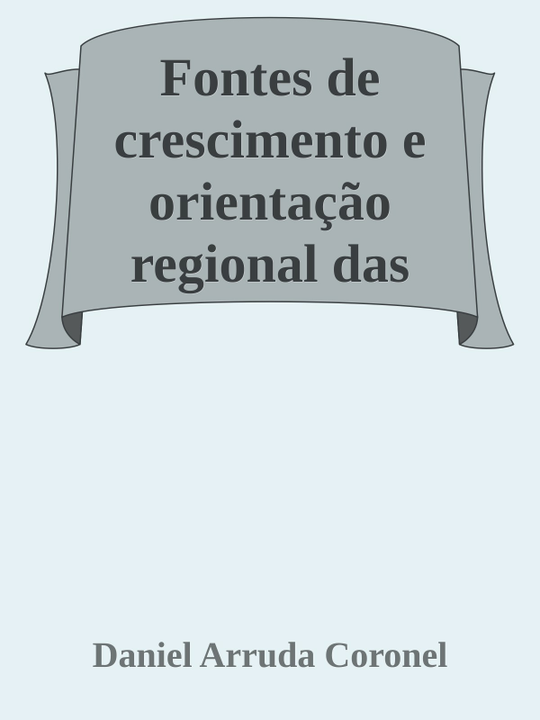 Fontes de
crescimento e
orientação
regional das
Daniel Arruda Coronel